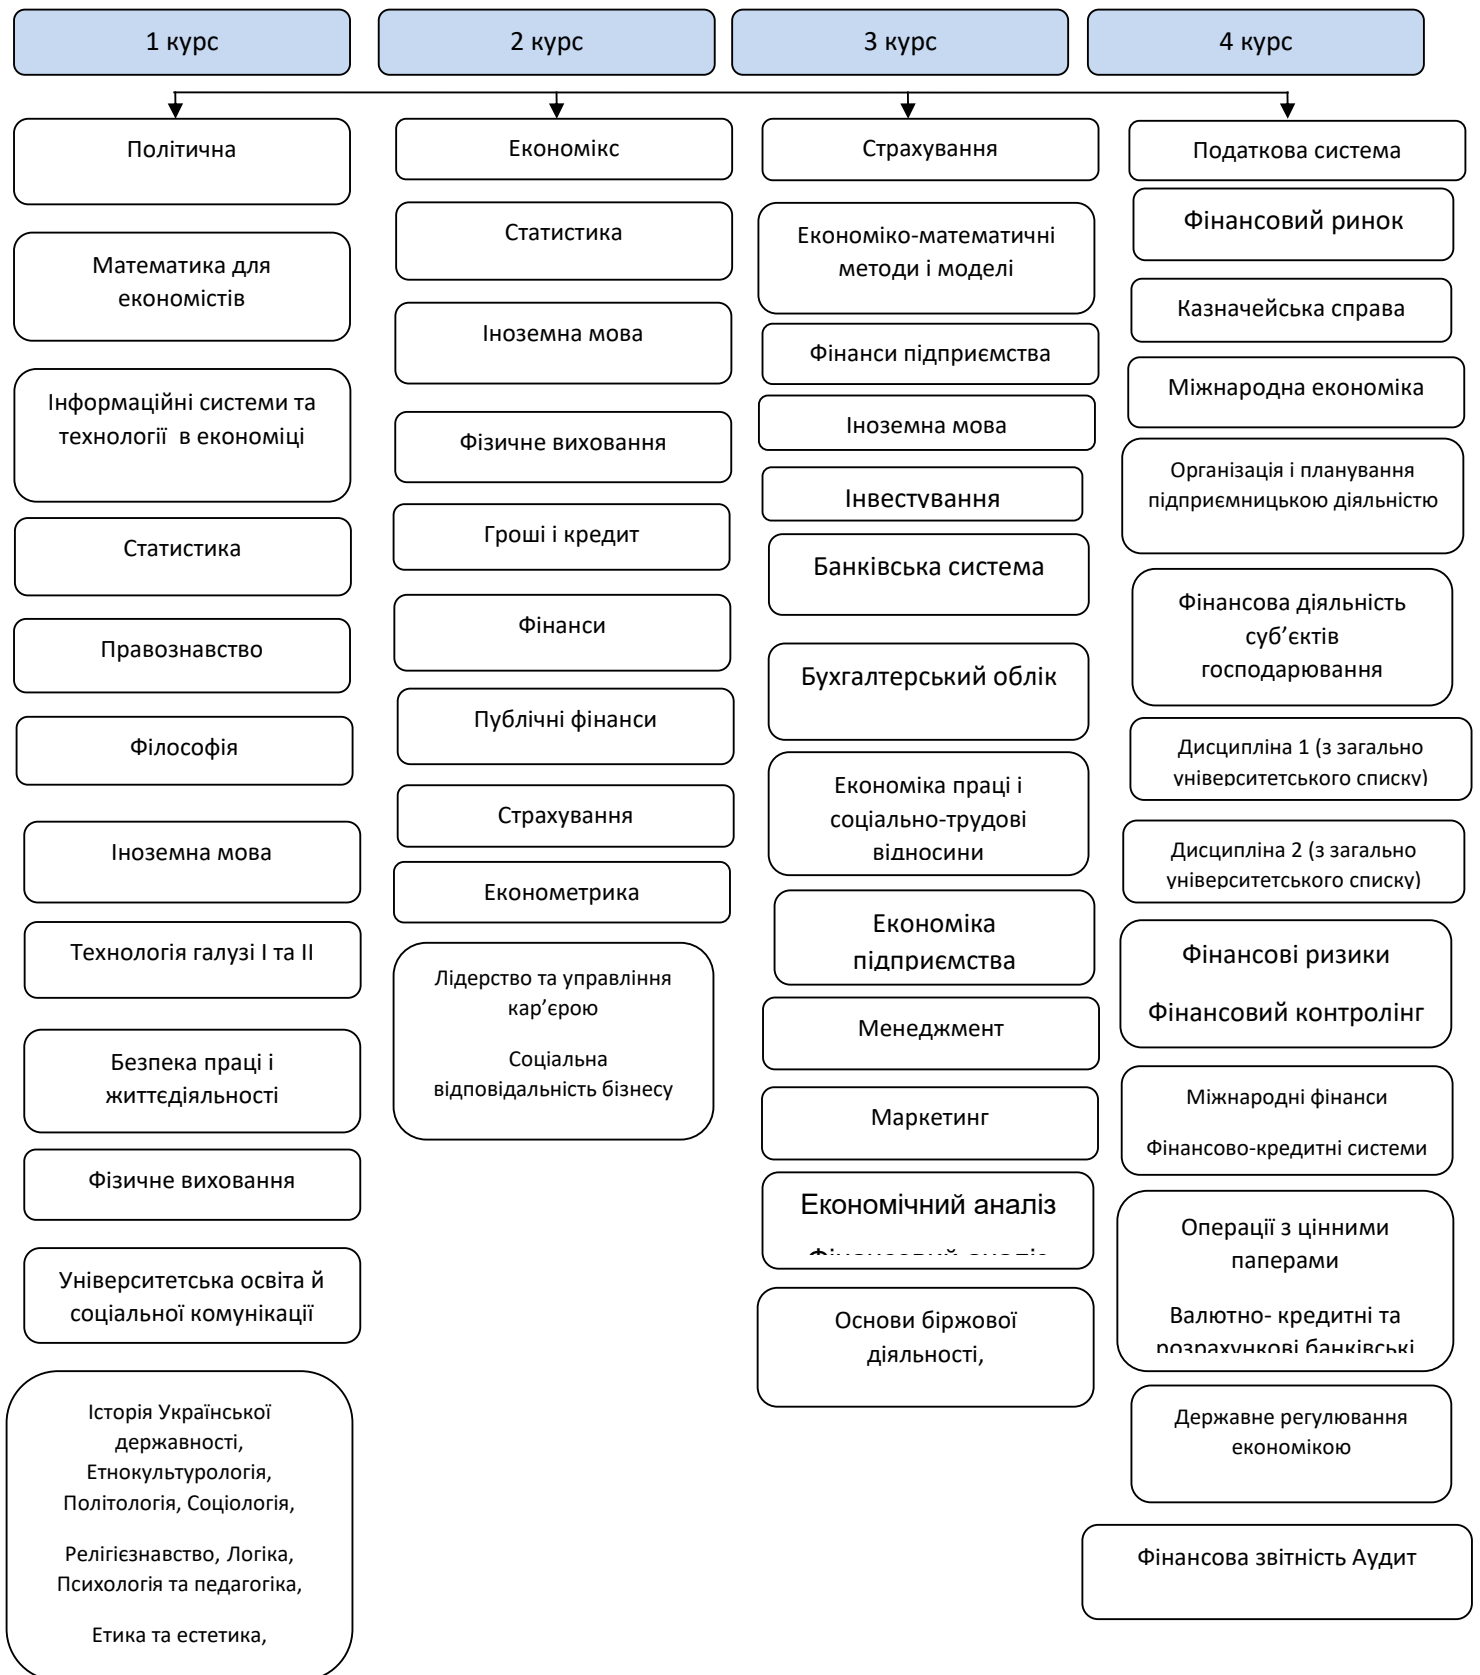 1 курс
2 курс
3 курс
4 курс
Політична
Математика для
економістів
Інформаційні системи та
технології в економіці
Статистика
Правознавство
Філософія
Іноземна мова
Технологія галузі І та ІІ
Безпека праці і
життєдіяльності
Фізичне виховання
Університетська освіта й
соціальної комунікації
Історія Української
державності,
Етнокультурологія,
Політологія, Соціологія,
Релігієзнавство, Логіка,
Психологія та педагогіка,
Етика та естетика,
Економікс
Статистика
Іноземна мова
Фізичне виховання
Гроші і кредит
Фінанси
Публічні фінанси
Страхування
Економетрика
Лідерство та управління
кар’єрою
Соціальна
відповідальність бізнесу
Страхування
Економіко-математичні
методи і моделі
Фінанси підприємства
Іноземна мова
Інвестування
Банківська система
Бухгалтерський облік
Економіка праці і
соціально-трудові
відносини
Економіка
підприємства
Менеджмент
Маркетинг
Економічний аналіз
Фінансовий аналіз
Основи біржової
діяльності,
Податкова система
Фінансовий ринок
Казначейська справа
Міжнародна економіка
Організація і планування
підприємницькою діяльністю
Фінансова діяльність
суб’єктів
господарювання
Дисципліна 1 (з загально
університетського списку)
Дисципліна 2 (з загально
університетського списку)
Фінансові ризики
Фінансовий контролінг
Міжнародні фінанси
Фінансово-кредитні системи
Операції з цінними
паперами
Валютно- кредитні та
розрахункові банківські
Державне регулювання
економікою
Фінансова звітність Аудит